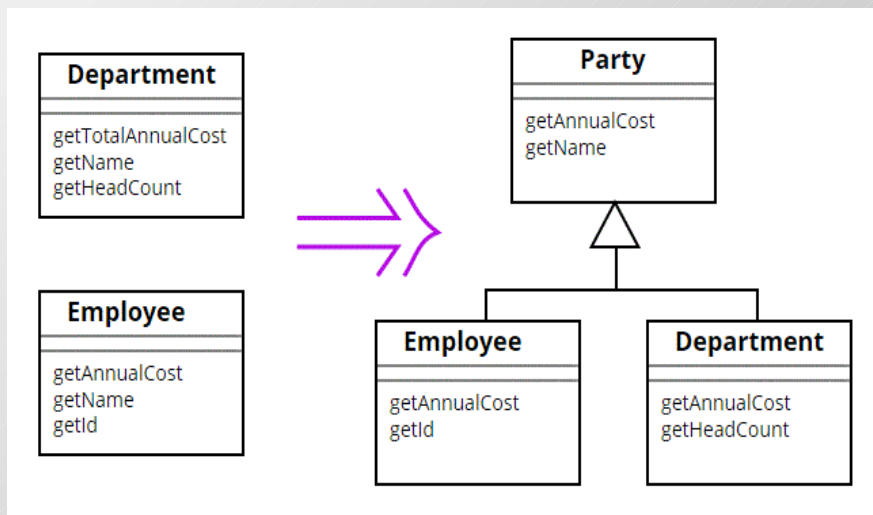 Department
getTotalAnnualCost
getName
getHeadCount
Employee
getAnnualCost
getName
getId
Party
getAnnualCost
getName
Employee
getAnnualCost
getId
Department
getAnnualCost
getHeadCount